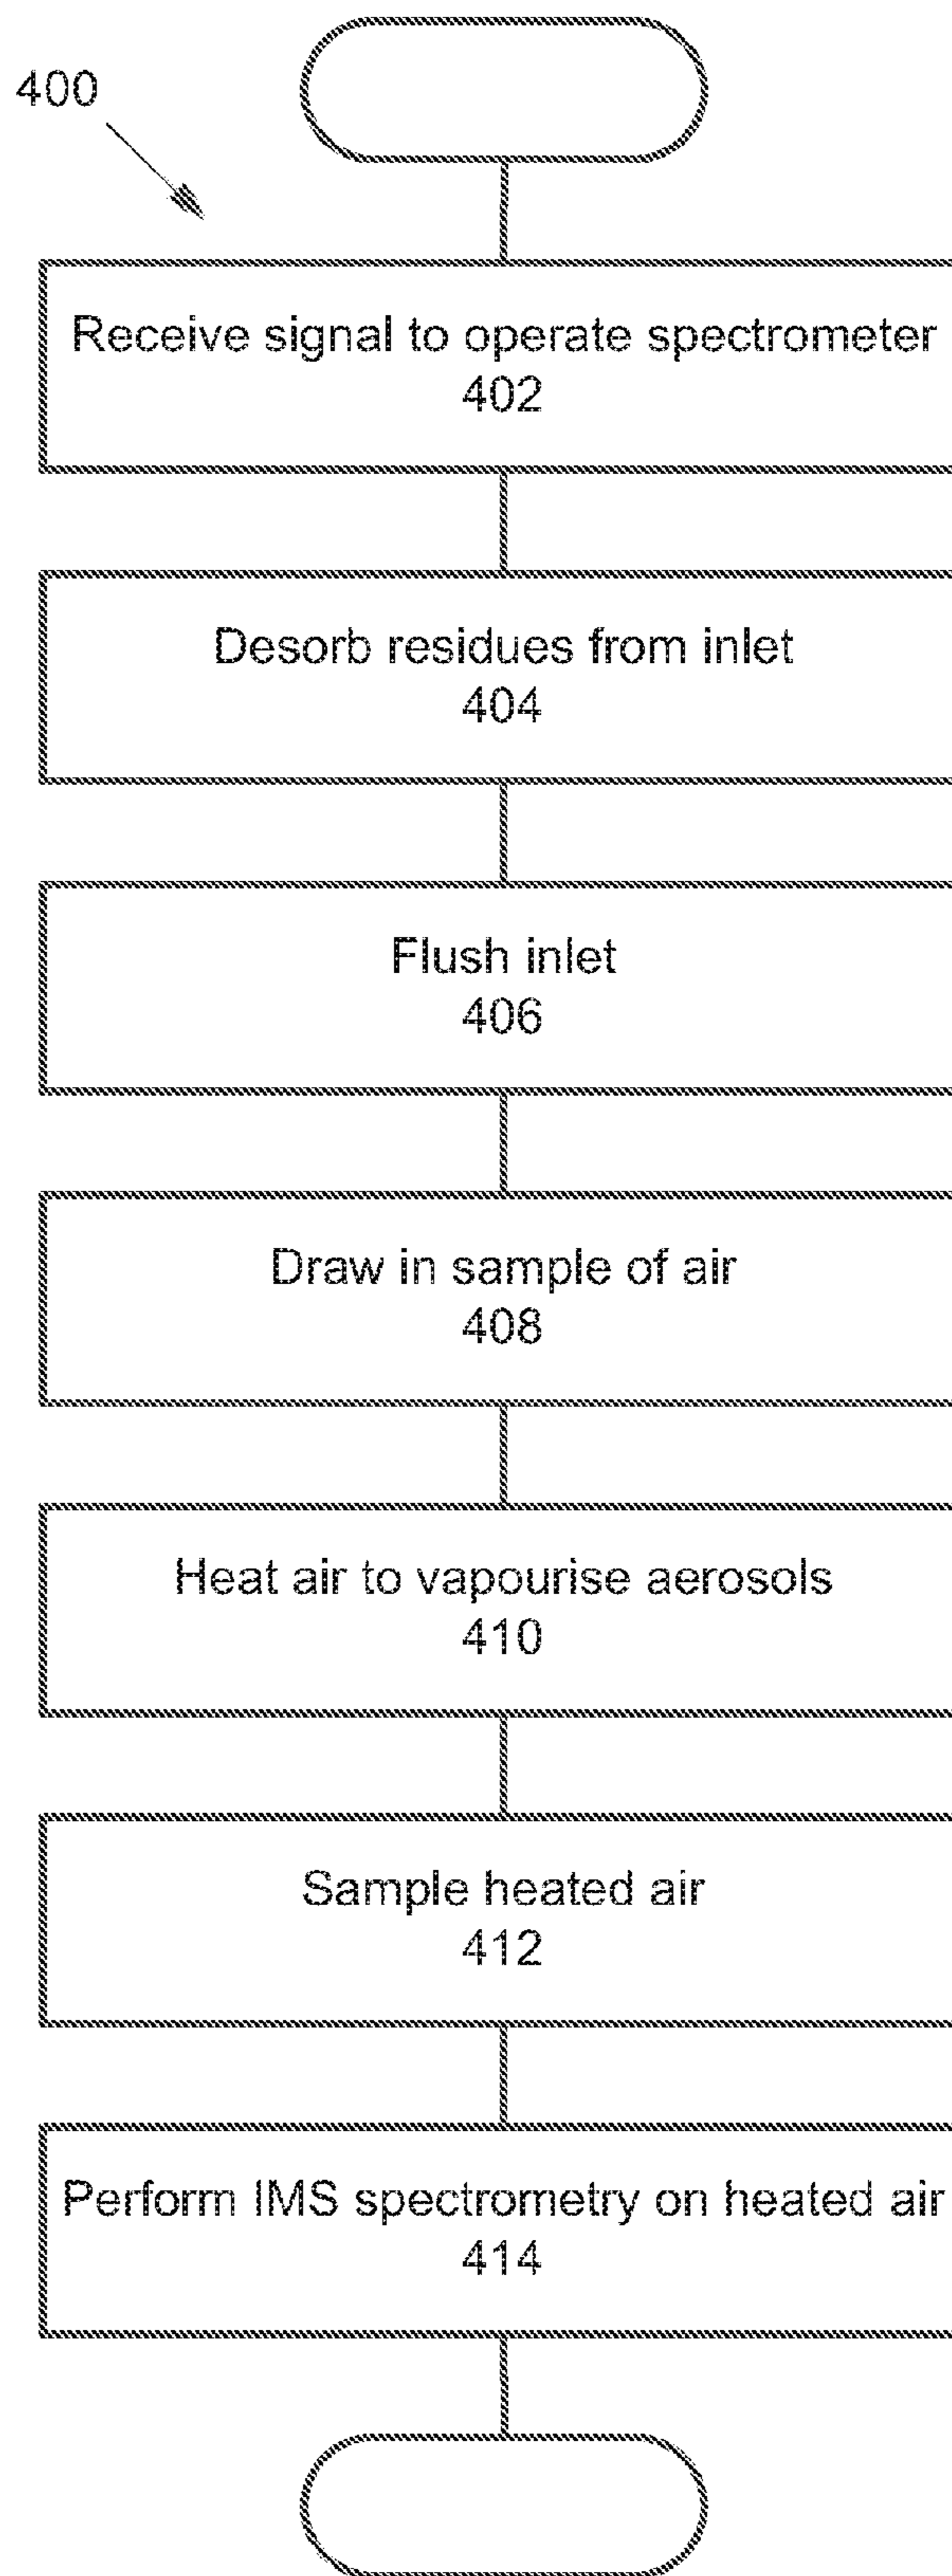 400
Receive signal to operate spectrometer
402
Desorb residues from inlet
404
Flush inlet
406
Draw in sample of air
408
Heat air to vapourise aerosols
410
Sample heated air
412
Perform IMS spectrometry on heated air
414